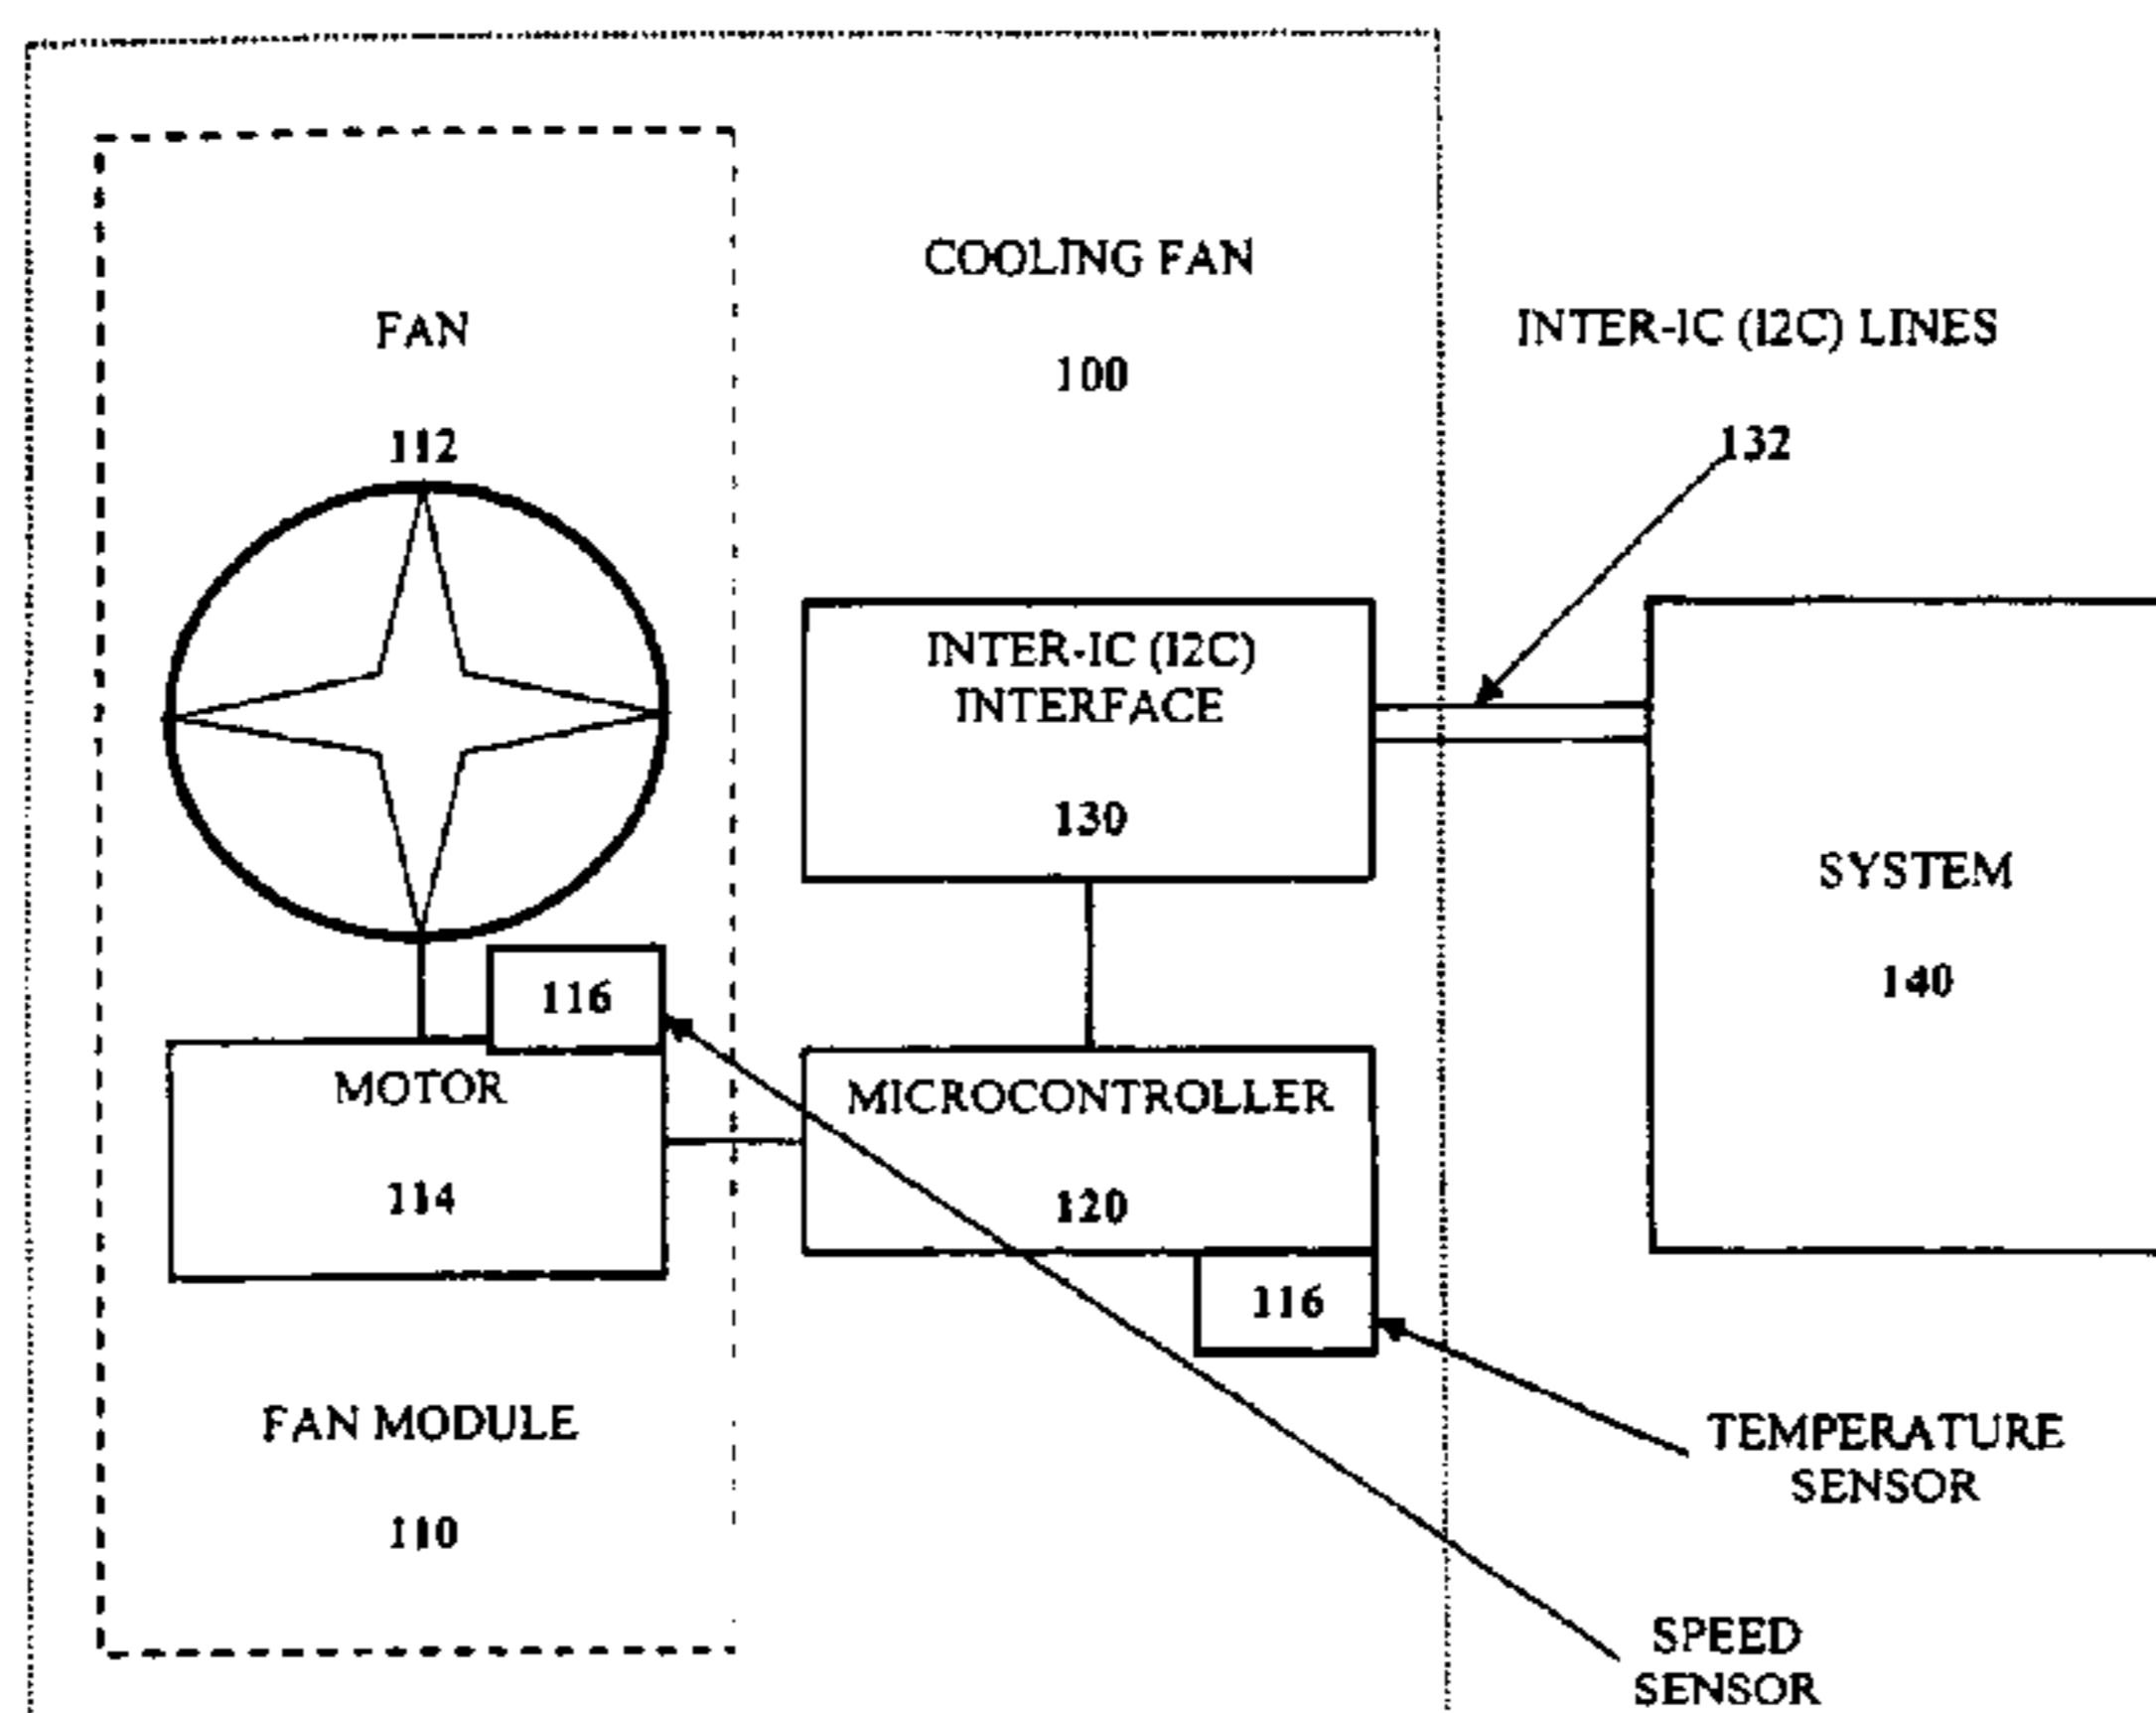 COOLING FAN
100
FAN
112
INTER-IC (I2C) LINES
132
INTER-IC (I2C)
INTERFACE
130
SYSTEM
140
116
MOTOR
114
MICROCONTROLLER
120
116
FAN MODULE
110
TEMPERATURE
SENSOR
SPEED
SENSOR